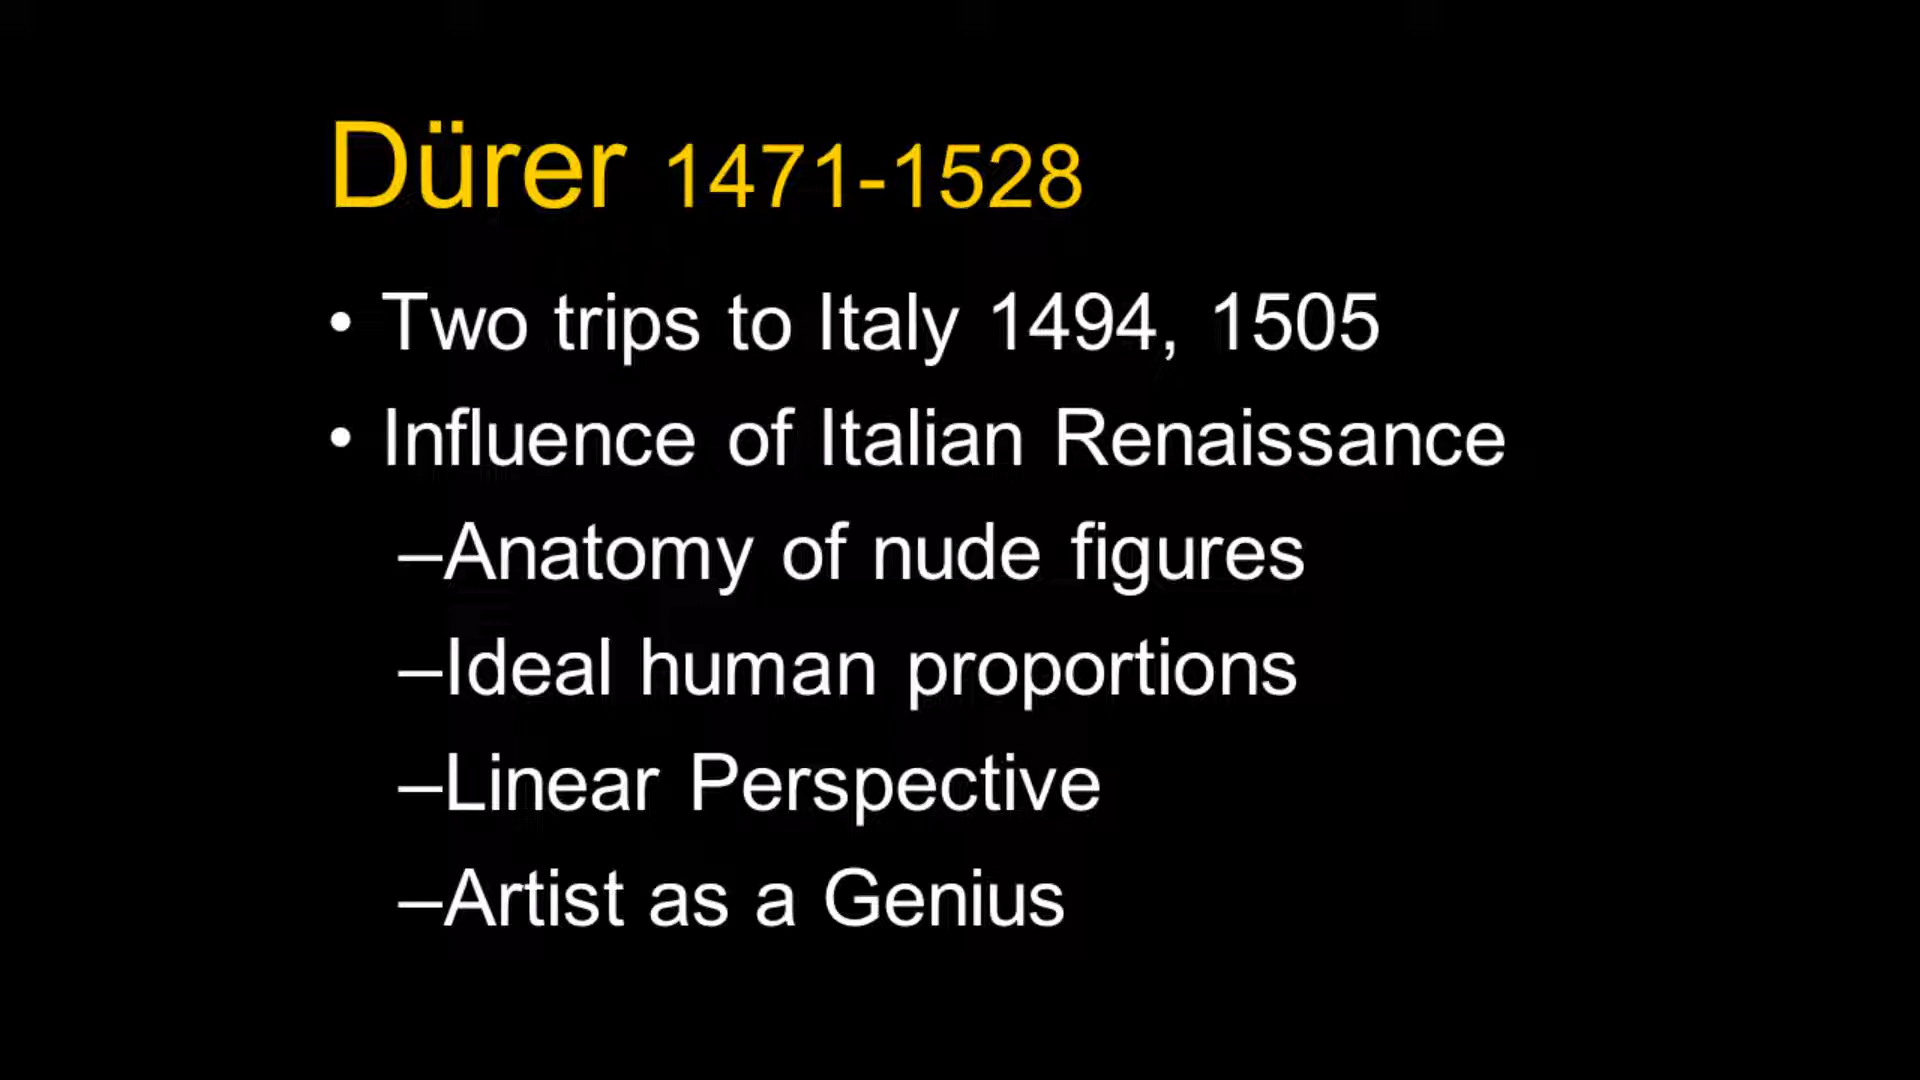 Dürer 1471-1528
• Two trips to Italy 1494, 1505
• Influence of Italian Renaissance
–Anatomy of nude figures
–Ideal human proportions
–Linear Perspective
–Artist as a Genius